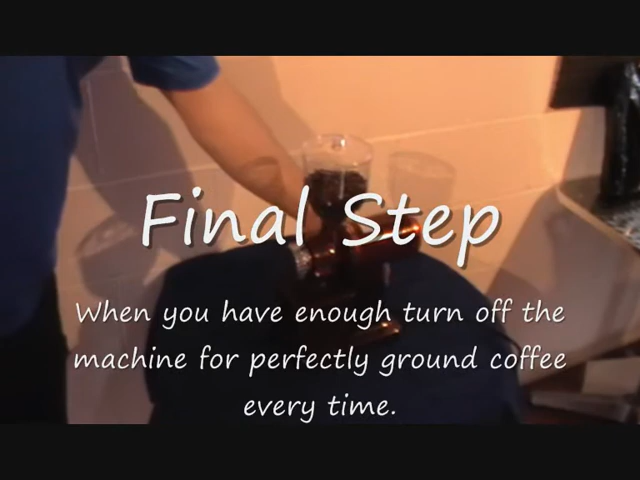 Final Step
When you have enough turn off the
machine for perfectly ground coffee
every time.